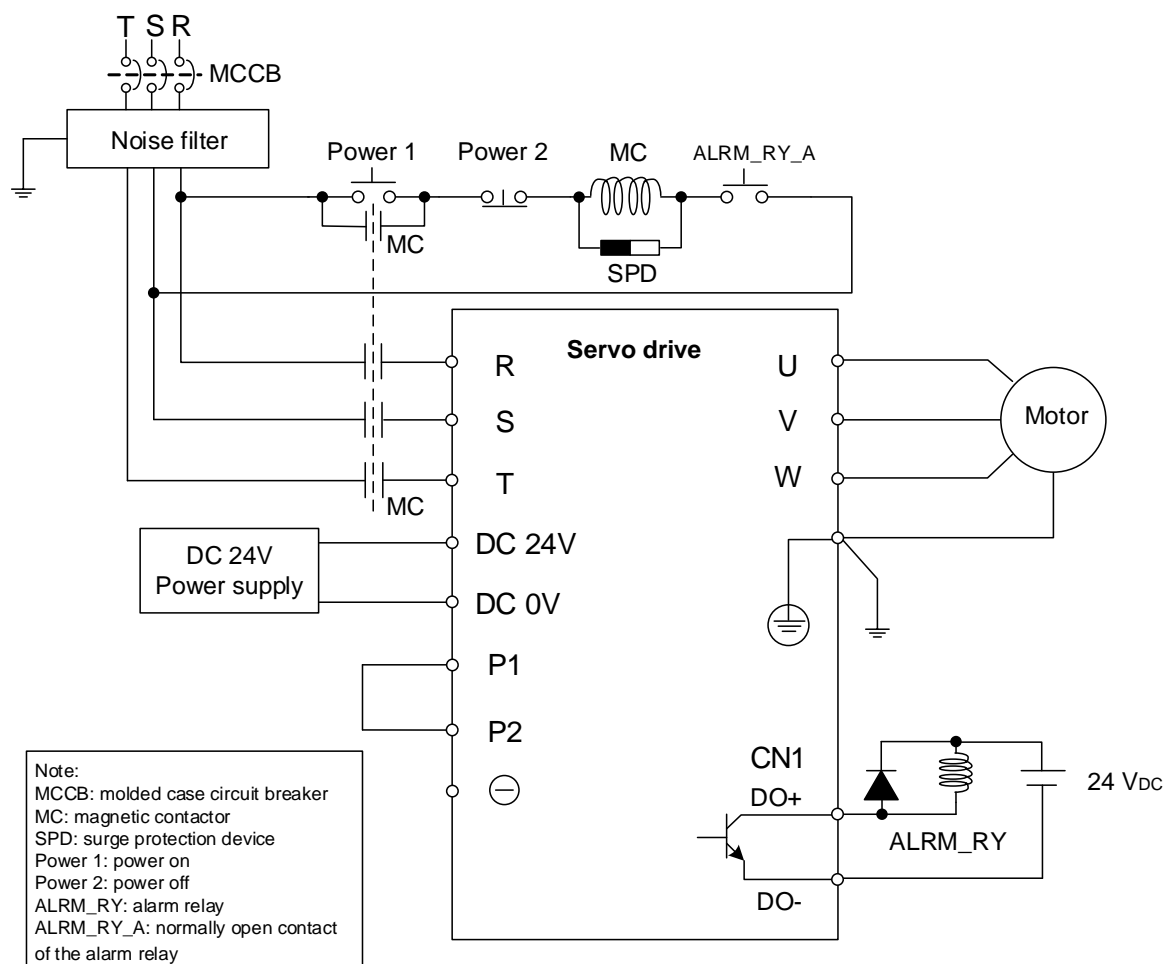 T S R
MCCB
Noise filter
Power 1
Power 2
MC
ALRM_RY_A
MC
SPD
Servo drive
R
S
T
MC
DC 24V
DC 0V
P1
P2
DC 24V
Power supply
U
V
W
Motor
CN1
DO+
DO-
ALRM_RY
24 VDC
Note:
MCCB: molded case circuit breaker
MC: magnetic contactor
SPD: surge protection device
Power 1: power on
Power 2: power off
ALRM_RY: alarm relay
ALRM_RY_A: normally open contact
of the alarm relay